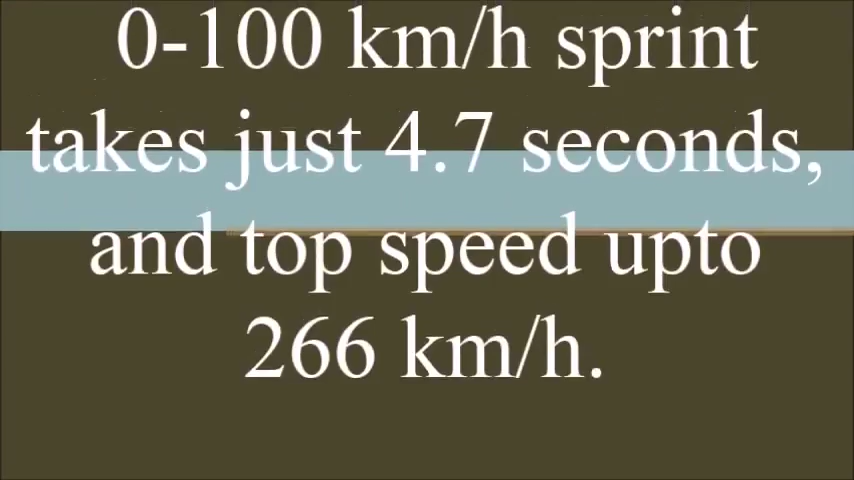 0-100 km/h sprint
takes just 4.7 seconds,
and top speed upto
266 km/h.